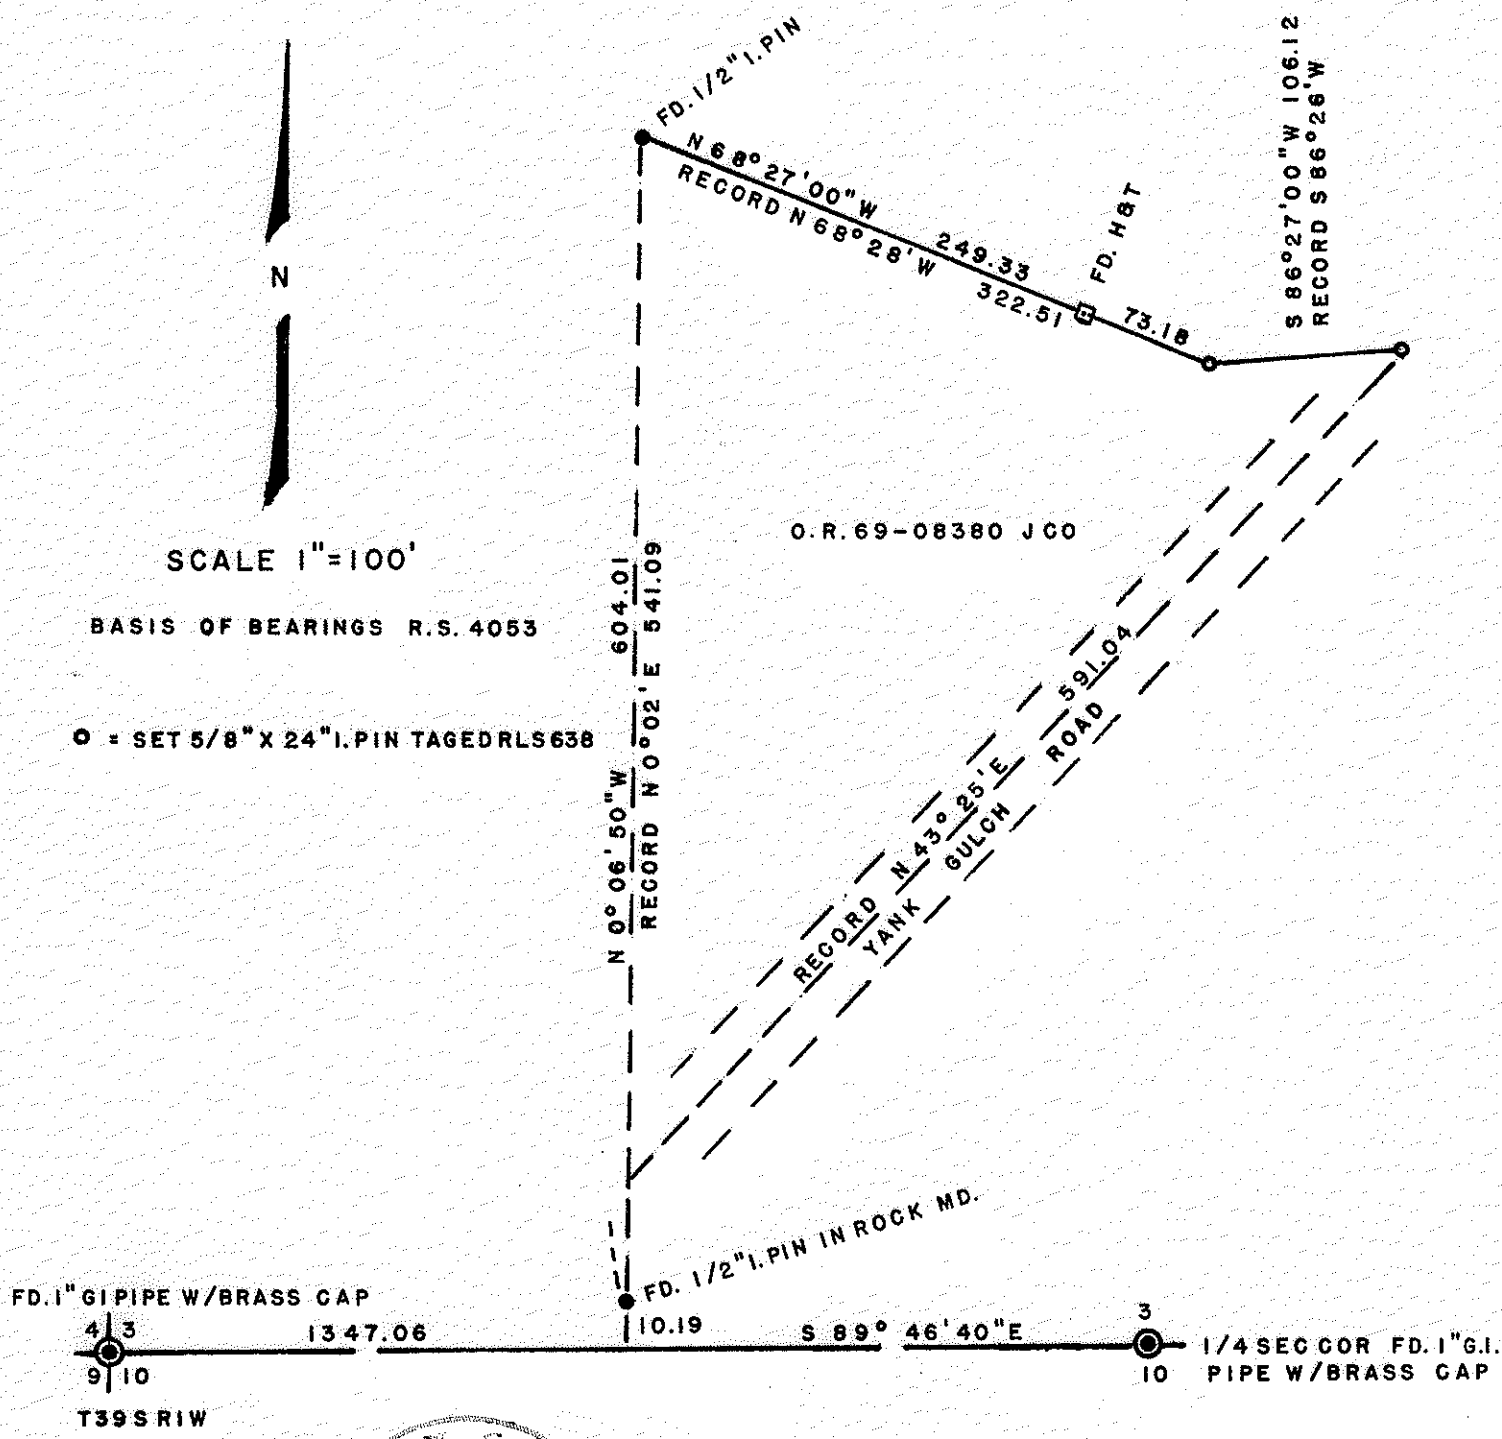 FD. 1/2" I. PIN
S 86°27'00" W 106.12
RECORD S 86°26' W
N 68°27'00" W
RECORD N 68°28' W
249.33
322.51
FD. H&T
73.18
N
O.R. 69-08380 JCO
SCALE 1"=100'
BASIS OF BEARINGS R.S. 4053
= SET 5/8" X 24" I. PIN TAGED RLS 638
N 0° 06' 50" W 604.01
RECORD N 0°02' E 541.09
RECORD N 43° 25' E 591.04
YANK GULCH ROAD
FD. 1/2" I. PIN IN ROCK MD.
FD. 1" GI PIPE W/BRASS CAP
4 3
1347.06
10.19
S 89° 46' 40" E
3
1/4 SEC COR FD. 1" G.I.
PIPE W/BRASS CAP
9 10
10
T39S R1W